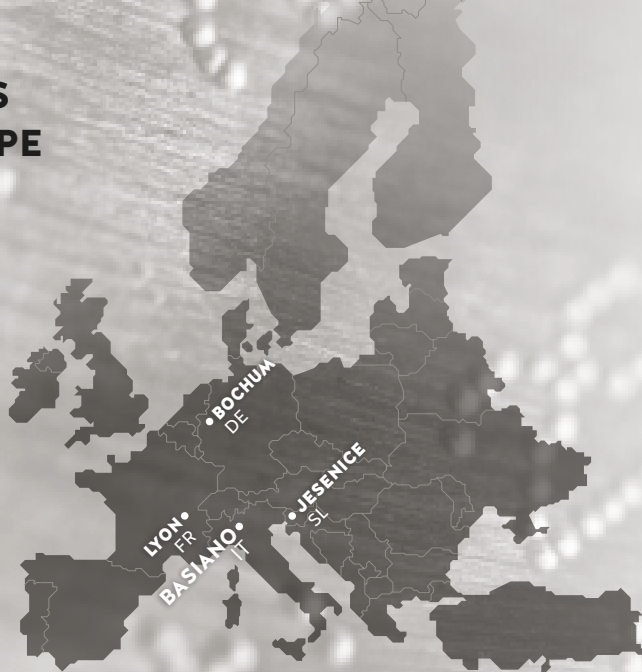 S
PE
BOCHUM
DE
JESENICE
SL
LYON
FR
BASIANO
IT